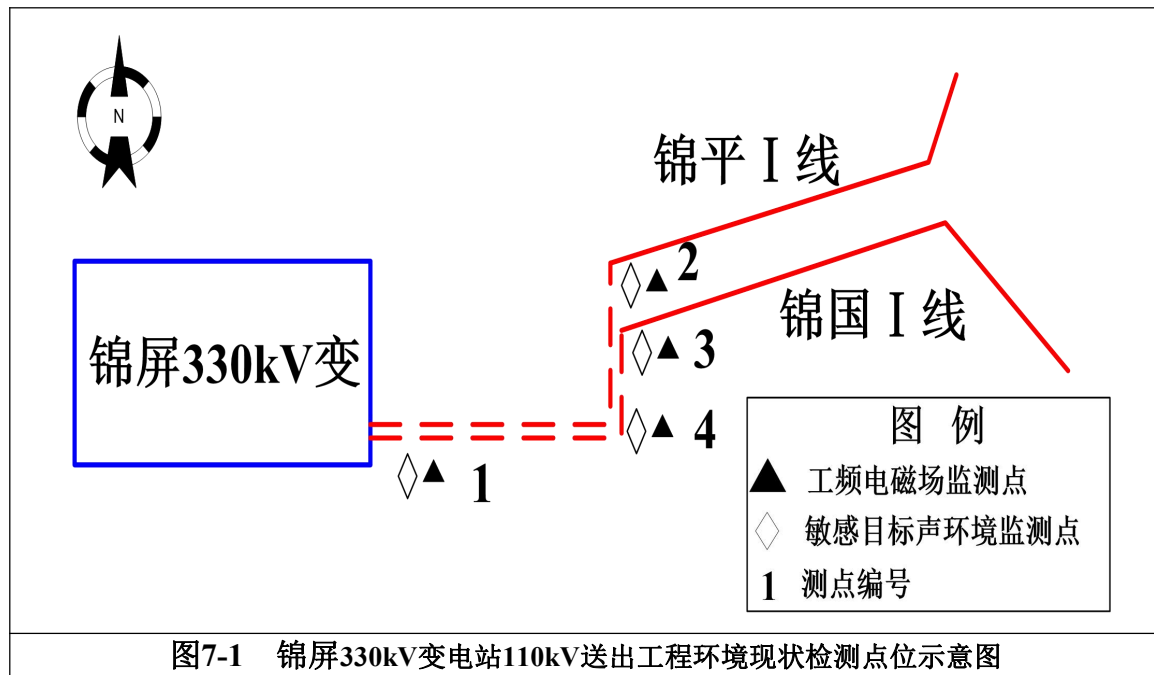 N
锦平Ⅰ线
2
锦国Ⅰ线
锦屏330kV变
3
4
1
图 例
工频电磁场监测点
敏感目标声环境监测点
1 测点编号
图7-1 锦屏330kV变电站110kV送出工程环境现状检测点位示意图